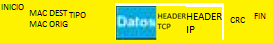 INICIO
MAC DEST
MAC ORIG
TIPO
Datos
HEADER
TCP
HEADER
IP
CRC
FIN